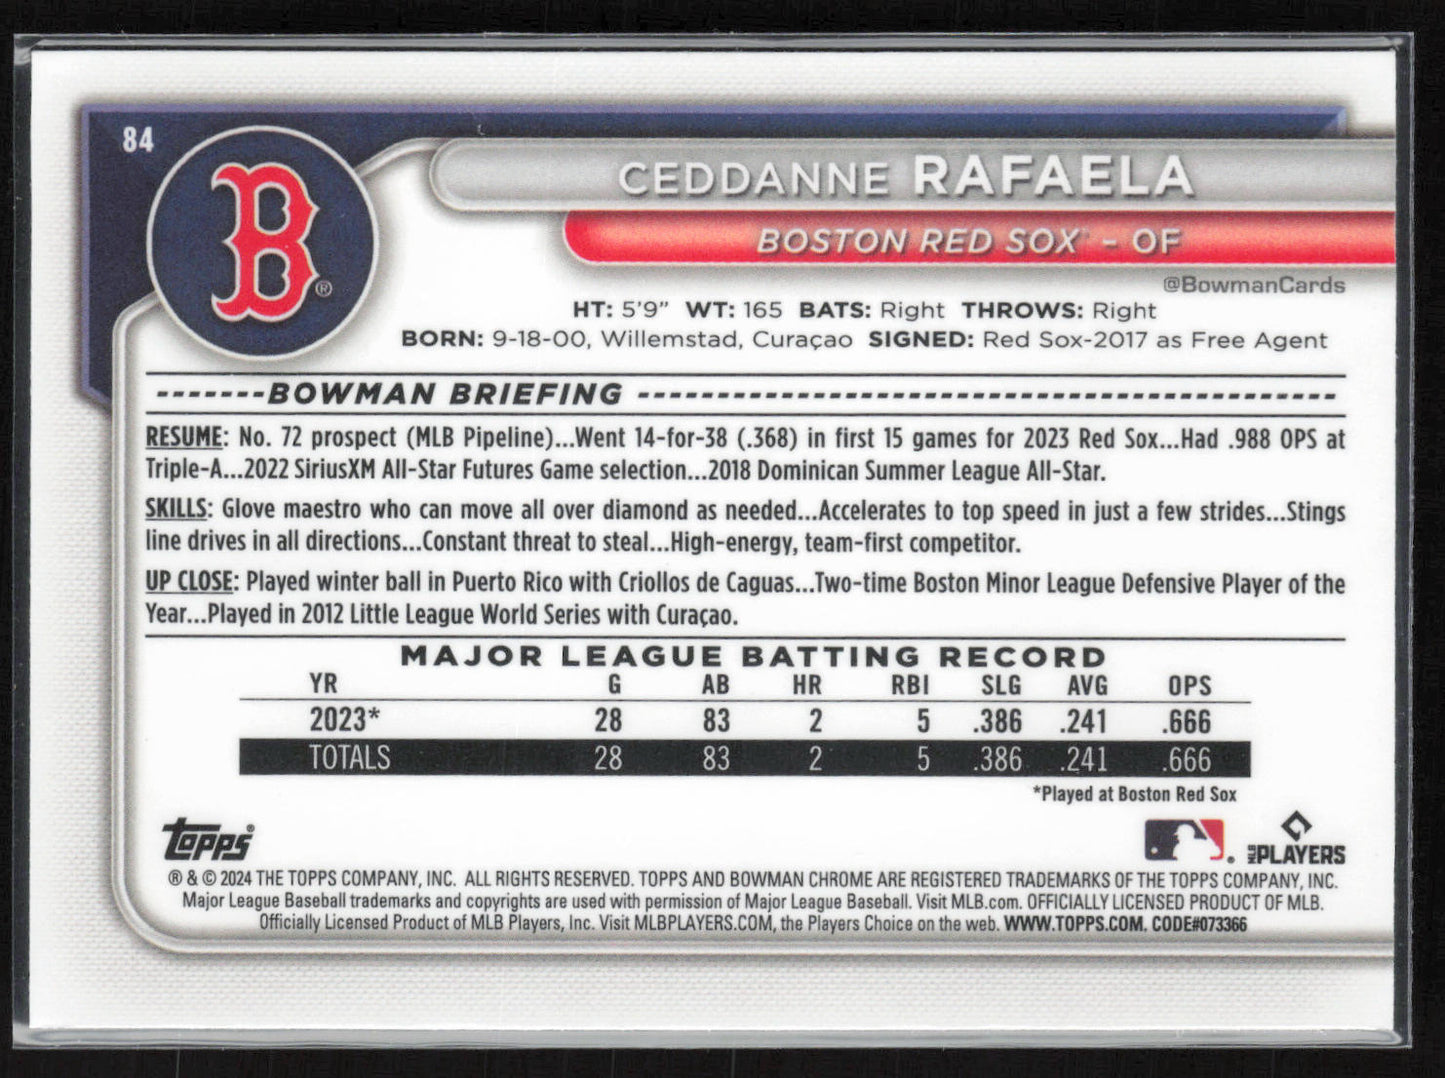 84
B
®
CEDDANNE RAFAELA
BOSTON RED SOX - OF
@BowmanCards
HT: 5'9" WT: 165 BATS: Right THROWS: Right
BORN: 9-18-00, Willemstad, Curaçao SIGNED: Red Sox-2017 as Free Agent
BOWMAN BRIEFING
RESUME: No. 72 prospect (MLB Pipeline)...Went 14-for-38 (.368) in first 15 games for 2023 Red Sox...Had .988 OPS at
Triple-A...2022 SiriusXM All-Star Futures Game selection...2018 Dominican Summer League All-Star.
SKILLS: Glove maestro who can move all over diamond as needed...Accelerates to top speed in just a few strides...Stings
line drives in all directions...Constant threat to steal...High-energy, team-first competitor.
UP CLOSE: Played winter ball in Puerto Rico with Criollos de Caguas...Two-time Boston Minor League Defensive Player of the
Year...Played in 2012 Little League World Series with Curaçao.
MAJOR LEAGUE BATTING RECORD
YR G AB HR RBI SLG AVG OPS
2023* 28 83 2 5 .386 .241 .666
TOTALS 28 83 2 5 .386 .241 .666
*Played at Boston Red Sox
Topps®
MLB PLAYERS
® & © 2024 THE TOPPS COMPANY, INC. ALL RIGHTS RESERVED. TOPPS AND BOWMAN CHROME ARE REGISTERED TRADEMARKS OF THE TOPPS COMPANY, INC.
Major League Baseball trademarks and copyrights are used with permission of Major League Baseball. Visit MLB.com. OFFICIALLY LICENSED PRODUCT OF MLB.
Officially Licensed Product of MLB Players, Inc. Visit MLBPLAYERS.COM, the Players Choice on the web. WWW.TOPPS.COM. CODE#073366